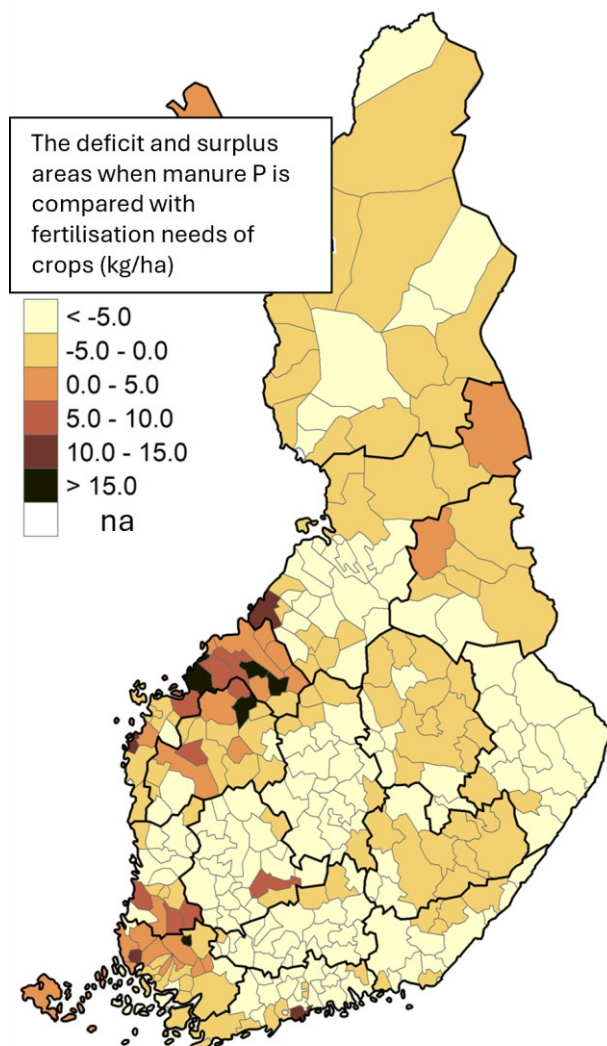 The deficit and surplus
areas when manure P is
compared with
fertilisation needs of
crops (kg/ha)
< -5.0
-5.0 - 0.0
0.0 - 5.0
5.0 - 10.0
10.0 - 15.0
> 15.0
na